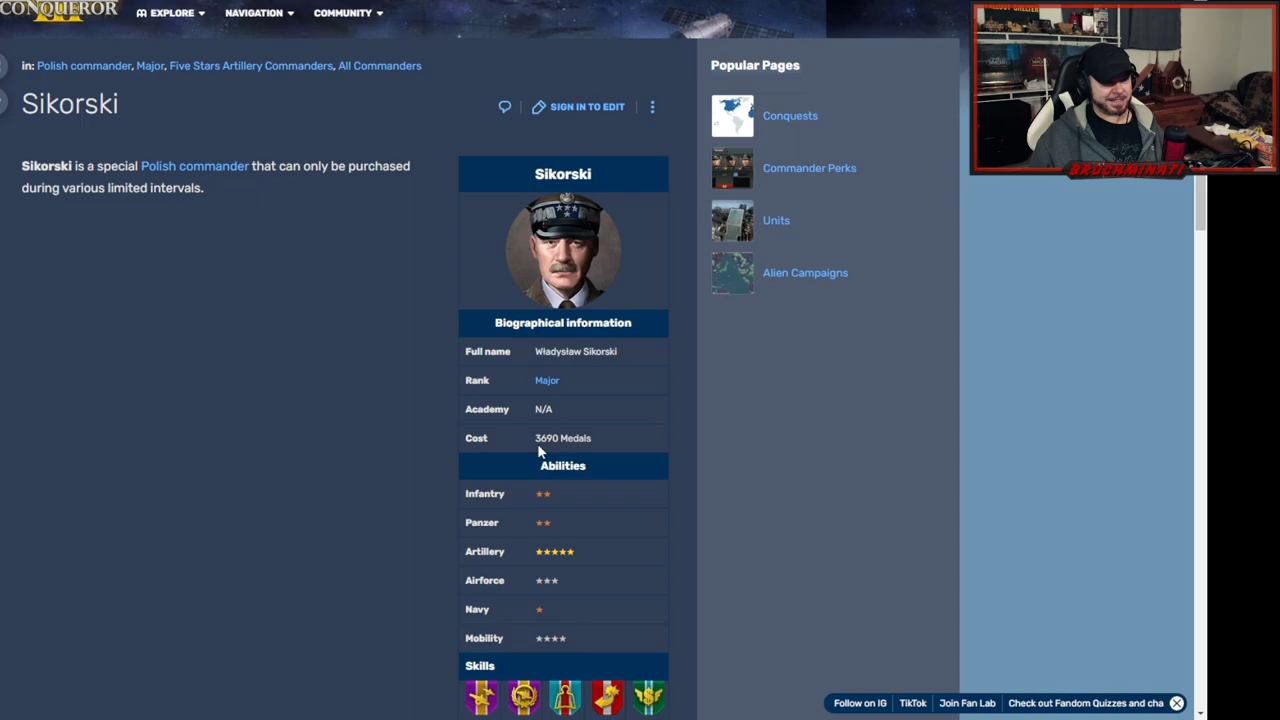 CONQUEROR
EXPLORE
NAVIGATION
COMMUNITY
in: Polish commander, Major, Five Stars Artillery Commanders, All Commanders
Sikorski
SIGN IN TO EDIT
Sikorski is a special Polish commander that can only be purchased
during various limited intervals.
Sikorski
Biographical information
Full name Władysław Sikorski
Rank Major
Academy N/A
Cost 3690 Medals
Abilities
Infantry ★★
Panzer ★★
Artillery ★★★★★
Airforce ★★★
Navy ★
Mobility ★★★★
Skills
Popular Pages
Conquests
Commander Perks
Units
Alien Campaigns
BRUCHMINATI
Follow on IG
TikTok
Join Fan Lab
Check out Fandom Quizzes and cha